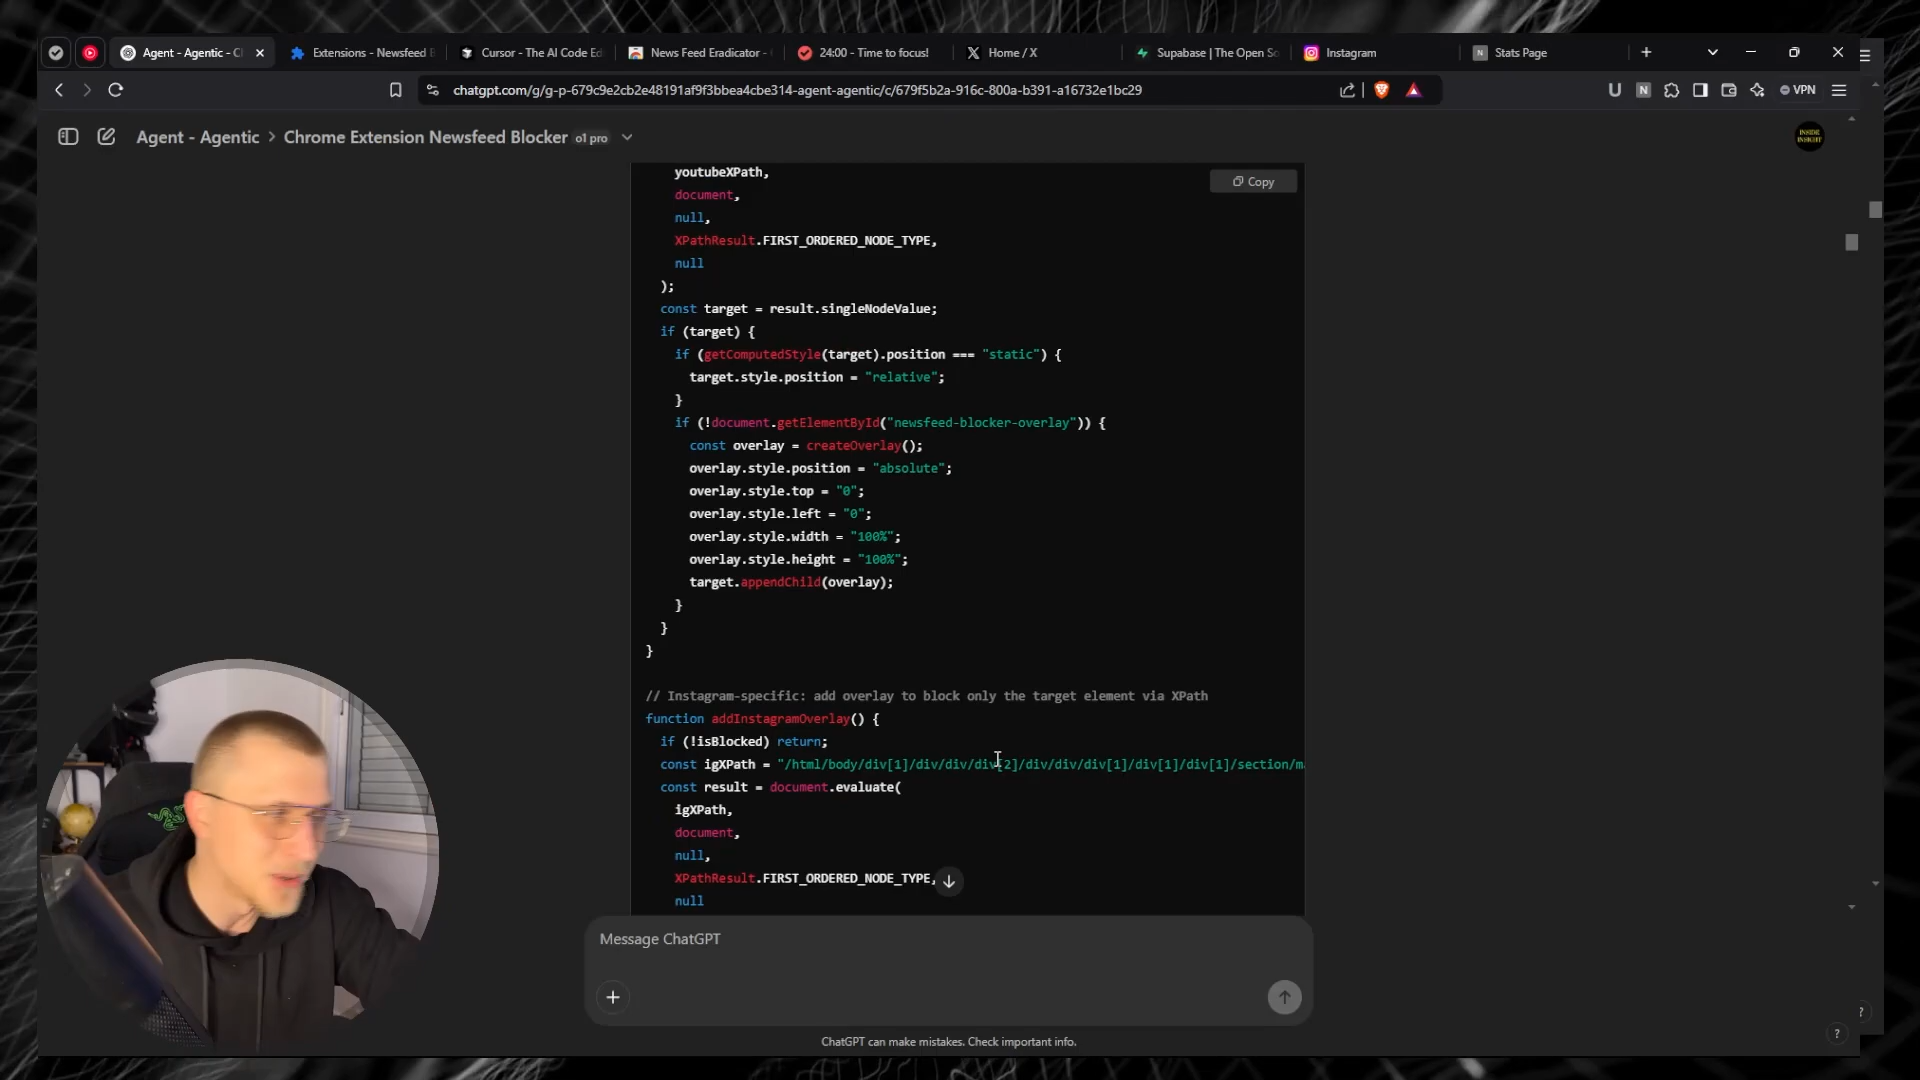 Agent - Agentic - C
Extensions - Newsfeed B
Cursor - The AI Code Ed
News Feed Eradicator -
24:00 - Time to focus!
Home / X
Supabase | The Open So
Instagram
Stats Page
chatgpt.com/g/g-p-679c9e2cb2e48191af9f3bbea4cbe314-agent-agentic/c/679f5b2a-916c-800a-b391-a16732e1bc29
VPN
Agent - Agentic > Chrome Extension Newsfeed Blocker o1 pro
INSIDE
INSIGHT
Copy
youtubeXPath,
document,
null,
XPathResult.FIRST_ORDERED_NODE_TYPE,
null
);
const target = result.singleNodeValue;
if (target) {
if (getComputedStyle(target).position === "static") {
target.style.position = "relative";
}
if (!document.getElementById("newsfeed-blocker-overlay")) {
const overlay = createOverlay();
overlay.style.position = "absolute";
overlay.style.top = "0";
overlay.style.left = "0";
overlay.style.width = "100%";
overlay.style.height = "100%";
target.appendChild(overlay);
}
}
}
// Instagram-specific: add overlay to block only the target element via XPath
function addInstagramOverlay() {
if (!isBlocked) return;
const igXPath = "/html/body/div[1]/div/div/div[2]/div/div/div[1]/div[1]/div[1]/section/m
const result = document.evaluate(
igXPath,
document,
null,
XPathResult.FIRST_ORDERED_NODE_TYPE,
null
Message ChatGPT
ChatGPT can make mistakes. Check important info.
?
?